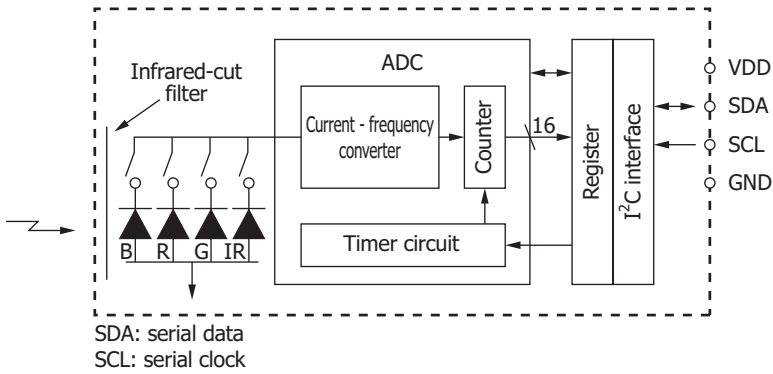 Infrared-cut
filter
ADC
Current - frequency
converter
Counter
16
Register
I²C interface
VDD
SDA
SCL
GND
B R G IR
Timer circuit
SDA: serial data
SCL: serial clock